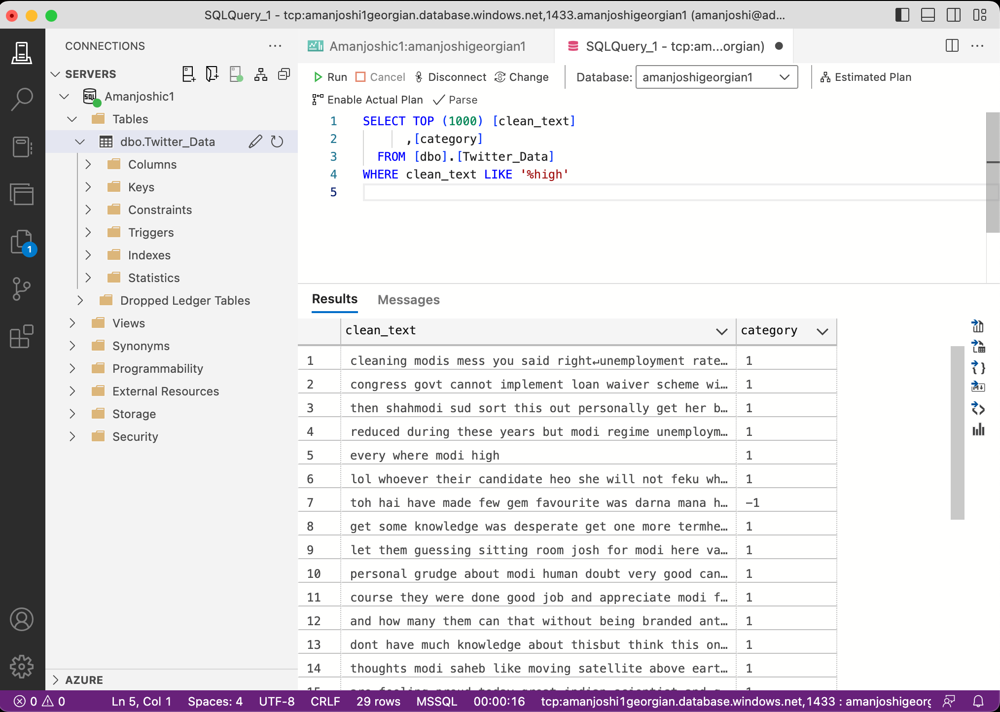 SQLQuery_1 - tcp:amanjoshi1georgian.database.windows.net,1433.amanjoshigeorgian1 (amanjoshi@ad...
CONNECTIONS
SERVERS
Amanjoshic1
Tables
dbo.Twitter_Data
Columns
Keys
Constraints
Triggers
Indexes
Statistics
Dropped Ledger Tables
Views
Synonyms
Programmability
External Resources
Storage
Security
AZURE
1
Amanjoshic1:amanjoshigeorgian1
SQLQuery_1 - tcp:am...orgian)
Run Cancel Disconnect Change Database: amanjoshigeorgian1 Estimated Plan
Enable Actual Plan Parse
1 SELECT TOP (1000) [clean_text]
2 ,[category]
3 FROM [dbo].[Twitter_Data]
4 WHERE clean_text LIKE '%high'
5
Results Messages
clean_text category
1 cleaning modis mess you said right↵unemployment rate… 1
2 congress govt cannot implement loan waiver scheme wi… 1
3 then shahmodi sud sort this out personally get her b… 1
4 reduced during these years but modi regime unemploym… 1
5 every where modi high 1
6 lol whoever their candidate heo she will not feku wh… 1
7 toh hai have made few gem favourite was darna mana h… -1
8 get some knowledge was desperate get one more termhe… 1
9 let them guessing sitting room josh for modi here va… 1
10 personal grudge about modi human doubt very good can… 1
11 course they were done good job and appreciate modi f… 1
12 and how many them can that without being branded ant… 1
13 dont have much knowledge about thisbut think this on… 1
14 thoughts modi saheb like moving satellite above eart… 1
0 0 Ln 5, Col 1 Spaces: 4 UTF-8 CRLF 29 rows MSSQL 00:00:16 tcp:amanjoshi1georgian.database.windows.net,1433 : amanjoshigeorg